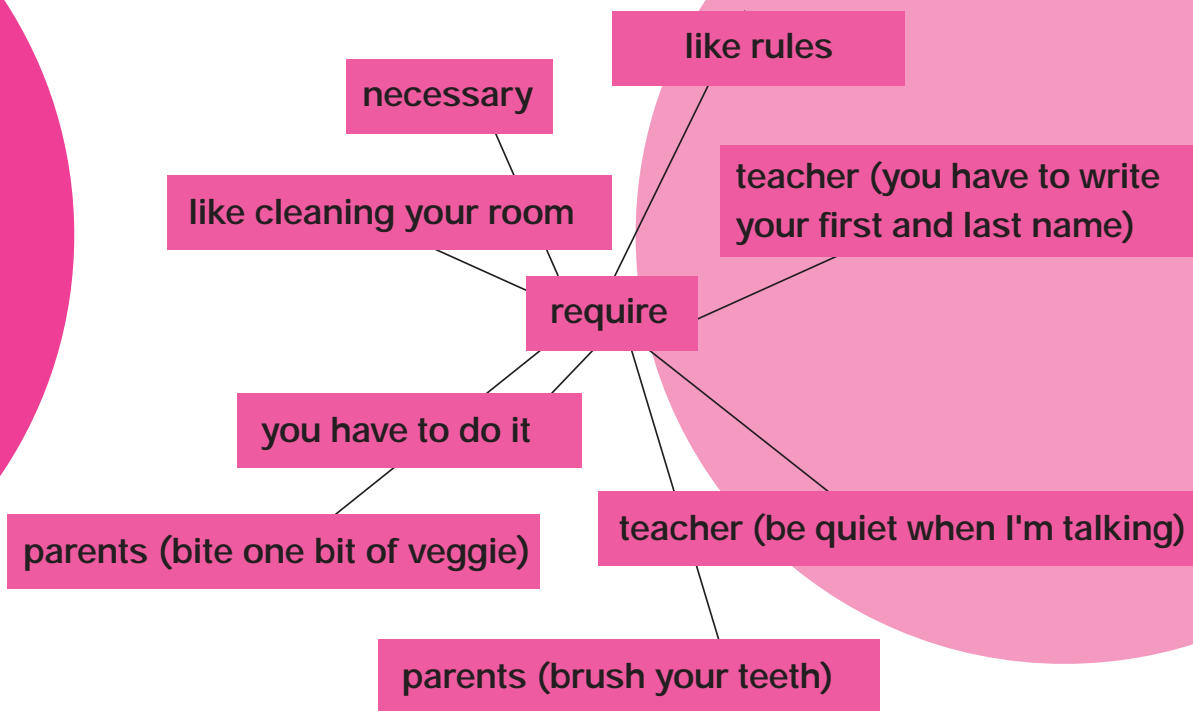 like rules
necessary
teacher (you have to write
your first and last name)
like cleaning your room
require
you have to do it
teacher (be quiet when I'm talking)
parents (bite one bit of veggie)
parents (brush your teeth)